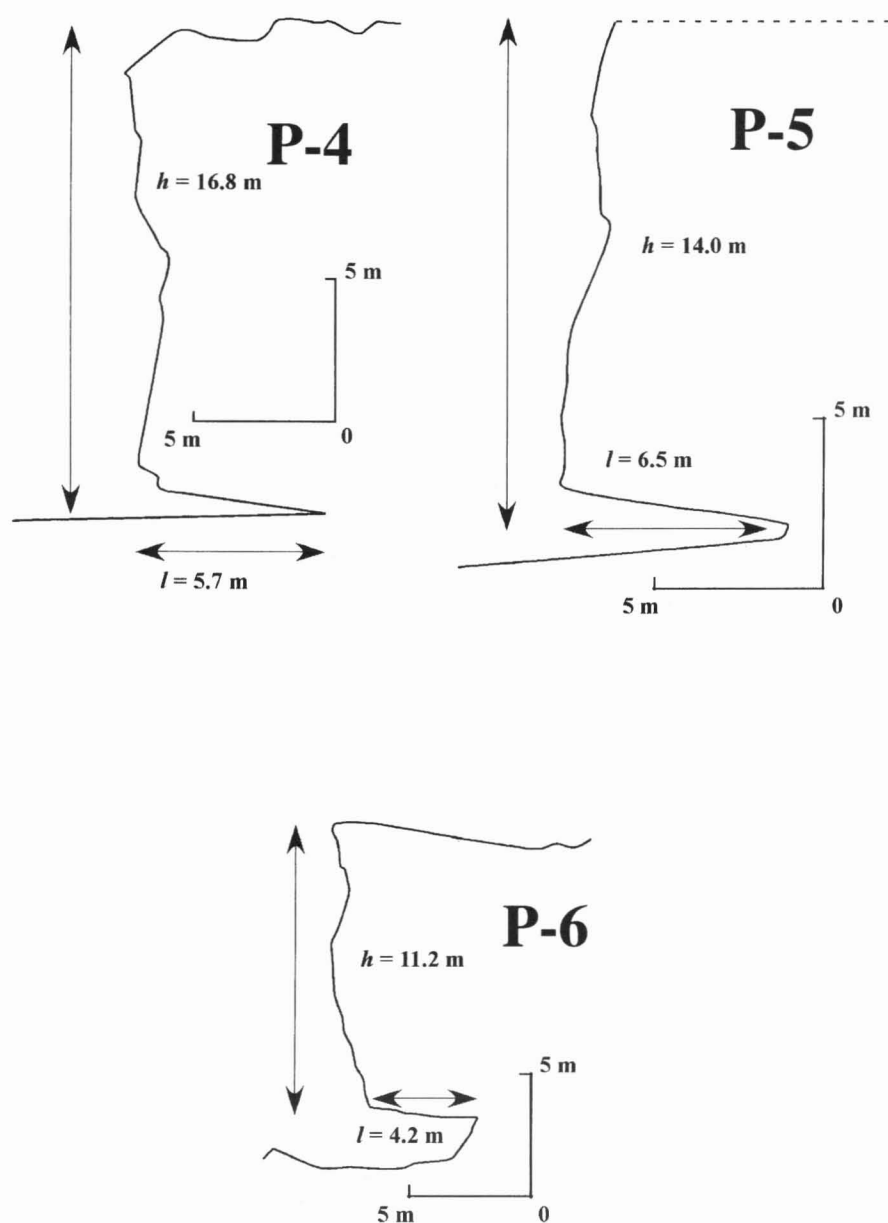 P-4
h = 16.8 m
5 m
5 m
0
l = 5.7 m
P-5
h = 14.0 m
l = 6.5 m
5 m
5 m
0
P-6
h = 11.2 m
5 m
l = 4.2 m
5 m
0